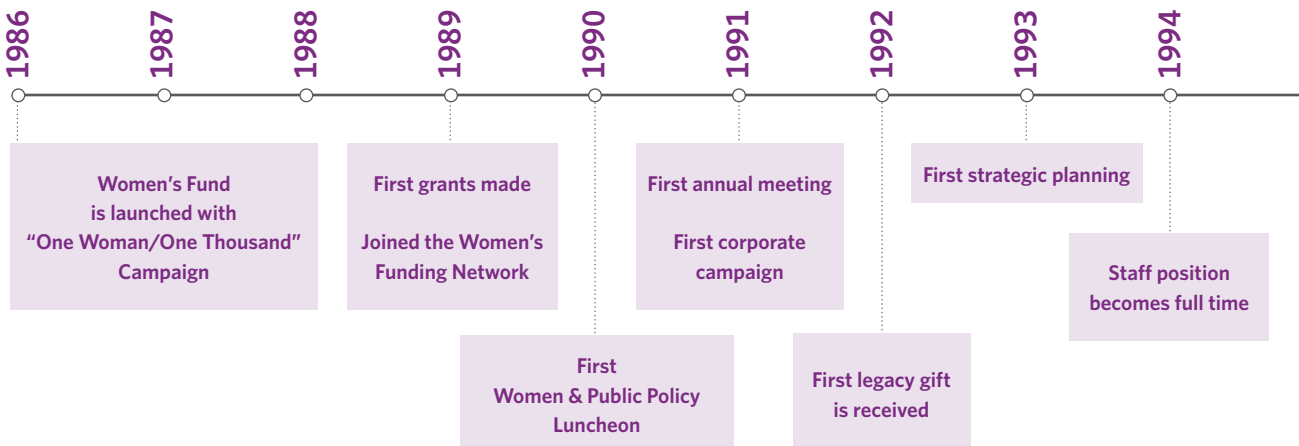 1986
1987
1988
1989
1990
1991
1992
1993
1994
Women's Fund
is launched with
“One Woman/One Thousand”
Campaign
First grants made
Joined the Women's
Funding Network
First
Women & Public Policy
Luncheon
First annual meeting
First corporate
campaign
First legacy gift
is received
First strategic planning
Staff position
becomes full time